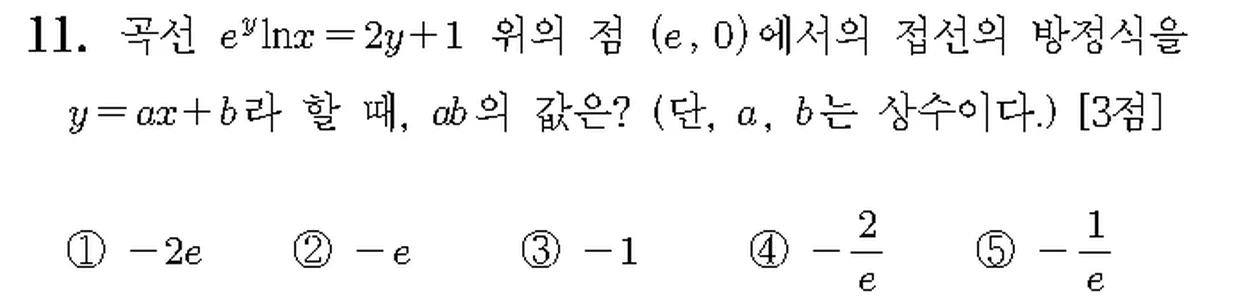 11. 곡선 e^y lnx = 2y+1 위의 점 (e, 0)에서의 접선의 방정식을
y = ax+b라 할 때, ab의 값은? (단, a, b는 상수이다.) [3점]
① -2e ② -e ③ -1 ④ -2/e ⑤ -1/e